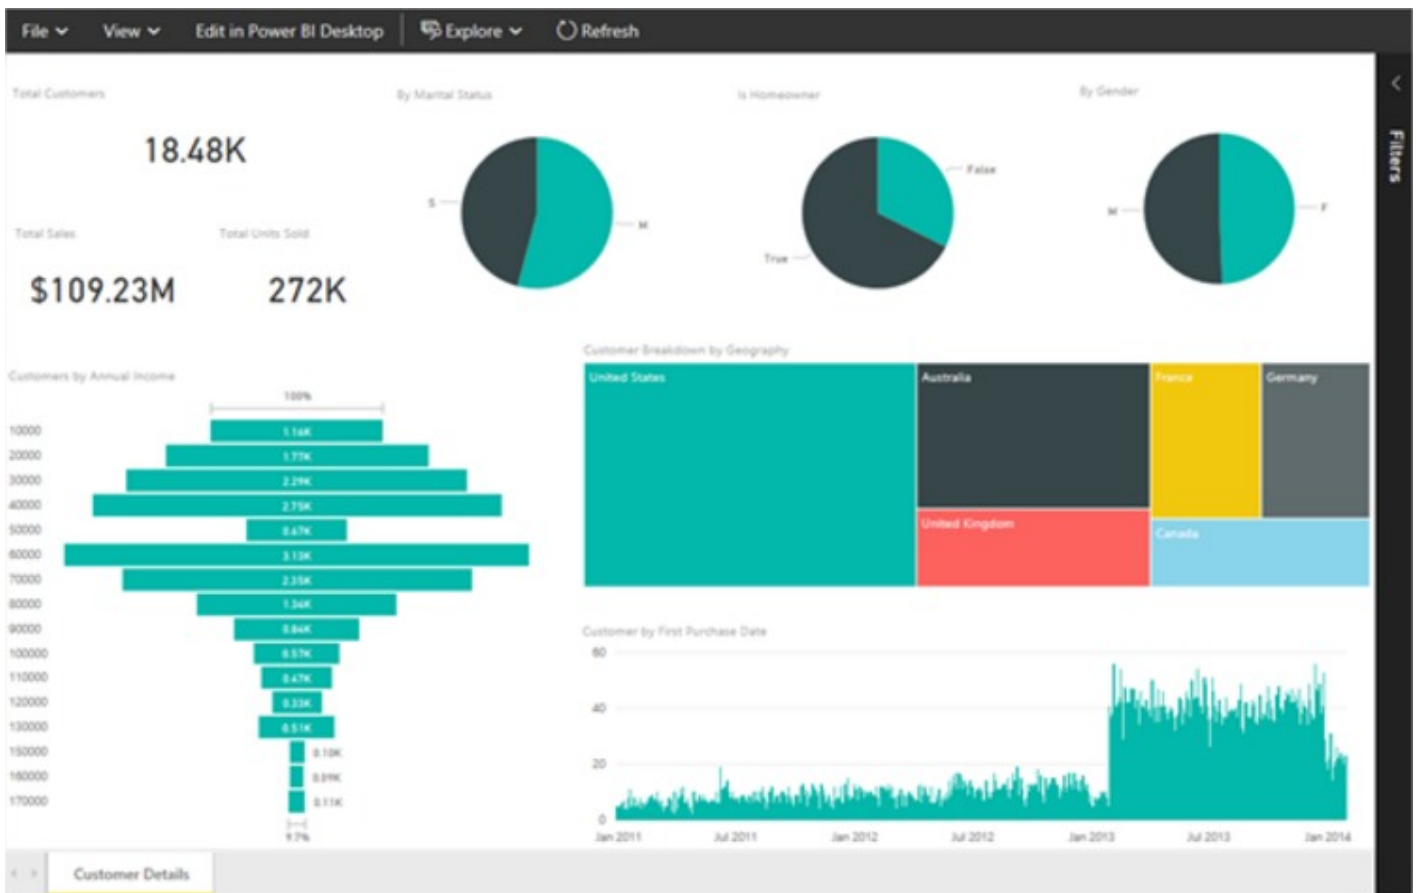 File View Edit in Power BI Desktop Explore Refresh
Filters
Total Customers
18.48K
Total Sales
$109.23M
Total Units Sold
272K
By Marital Status
S
M
Is Homeowner
False
True
By Gender
M
F
Customers by Annual Income
100%
10000 1.16K
20000 1.77K
30000 2.29K
40000 2.75K
50000 0.67K
60000 3.13K
70000 2.35K
80000 1.34K
90000 0.84K
100000 0.57K
110000 0.47K
120000 0.33K
130000 0.51K
150000 0.10K
160000 0.09K
170000 0.11K
9.7%
Customer Breakdown by Geography
United States
Australia
United Kingdom
France
Germany
Canada
Customer by First Purchase Date
60
40
20
0
Jan 2011 Jul 2011 Jan 2012 Jul 2012 Jan 2013 Jul 2013 Jan 2014
Customer Details